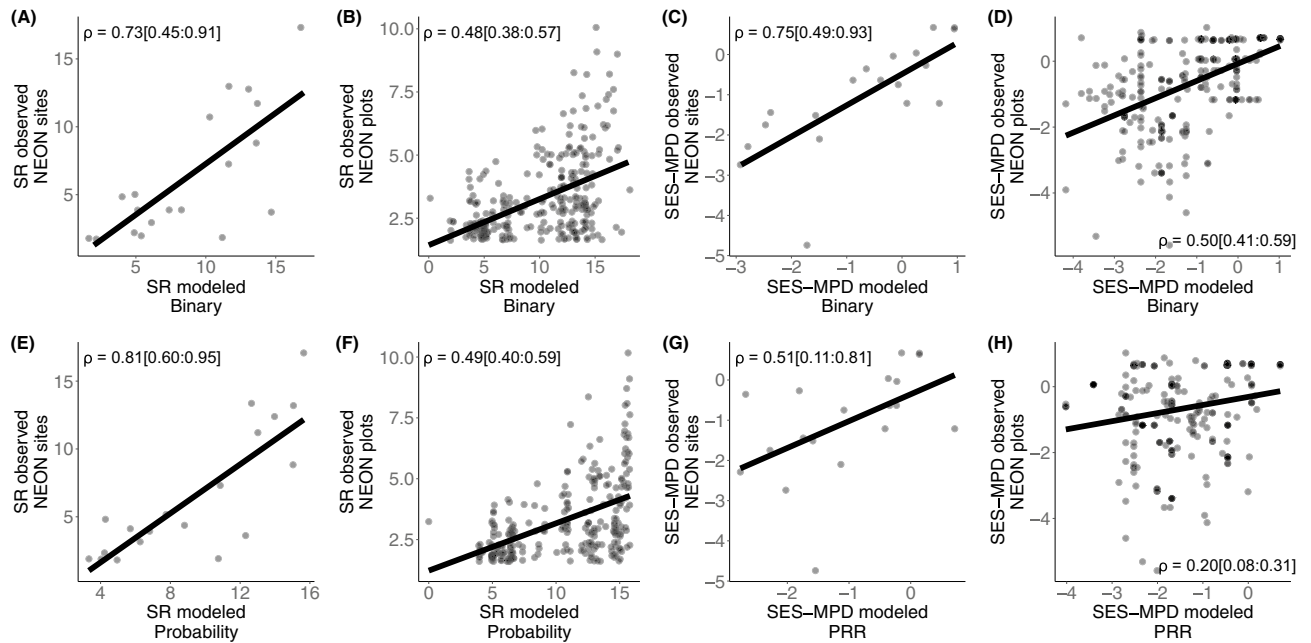 (A)
ρ = 0.73[0.45:0.91]
SR observed
NEON sites
15
10
5
5
10
15
SR modeled
Binary
(B)
ρ = 0.48[0.38:0.57]
SR observed
NEON plots
10.0
7.5
5.0
2.5
0
5
10
15
SR modeled
Binary
(C)
ρ = 0.75[0.49:0.93]
SES−MPD observed
NEON sites
0
−1
−2
−3
−4
−5
−3
−2
−1
0
1
SES−MPD modeled
Binary
(D)
SES−MPD observed
NEON plots
0
−2
−4
ρ = 0.50[0.41:0.59]
−4
−3
−2
−1
0
1
SES−MPD modeled
Binary
(E)
ρ = 0.81[0.60:0.95]
SR observed
NEON sites
15
10
5
4
8
12
16
SR modeled
Probability
(F)
ρ = 0.49[0.40:0.59]
SR observed
NEON plots
10.0
7.5
5.0
2.5
0
5
10
15
SR modeled
Probability
(G)
ρ = 0.51[0.11:0.81]
SES−MPD observed
NEON sites
0
−1
−2
−3
−4
−5
−2
−1
0
SES−MPD modeled
PRR
(H)
SES−MPD observed
NEON plots
0
−2
−4
ρ = 0.20[0.08:0.31]
−4
−3
−2
−1
0
SES−MPD modeled
PRR